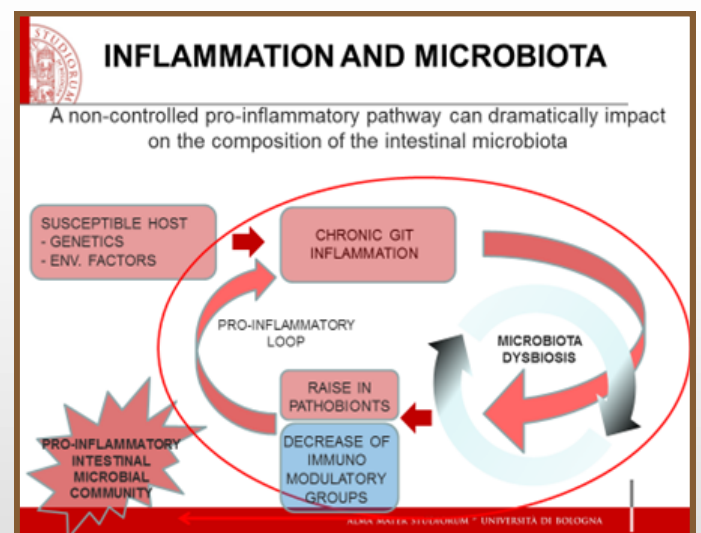 STUDIORUM
INFLAMMATION AND MICROBIOTA
A non-controlled pro-inflammatory pathway can dramatically impact
on the composition of the intestinal microbiota
SUSCEPTIBLE HOST
- GENETICS
- ENV. FACTORS
CHRONIC GIT
INFLAMMATION
PRO-INFLAMMATORY
LOOP
MICROBIOTA
DYSBIOSIS
RAISE IN
PATHOBIONTS
DECREASE OF
IMMUNO
MODULATORY
GROUPS
PRO-INFLAMMATORY
INTESTINAL
MICROBIAL
COMMUNITY
ALMA MATER STUDIORUM * UNIVERSITÀ DI BOLOGNA